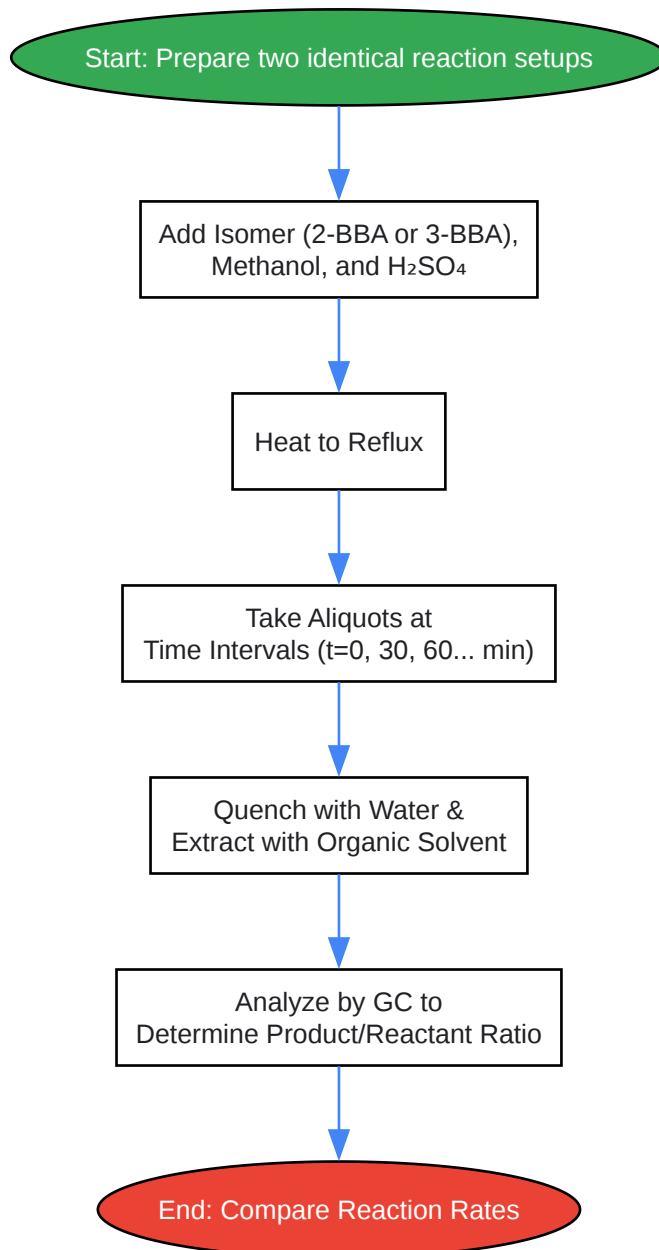 Start: Prepare two identical reaction setups
Add Isomer (2-BBA or 3-BBA),
Methanol, and H₂SO₄
Heat to Reflux
Take Aliquots at
Time Intervals (t=0, 30, 60... min)
Quench with Water &
Extract with Organic Solvent
Analyze by GC to
Determine Product/Reactant Ratio
End: Compare Reaction Rates